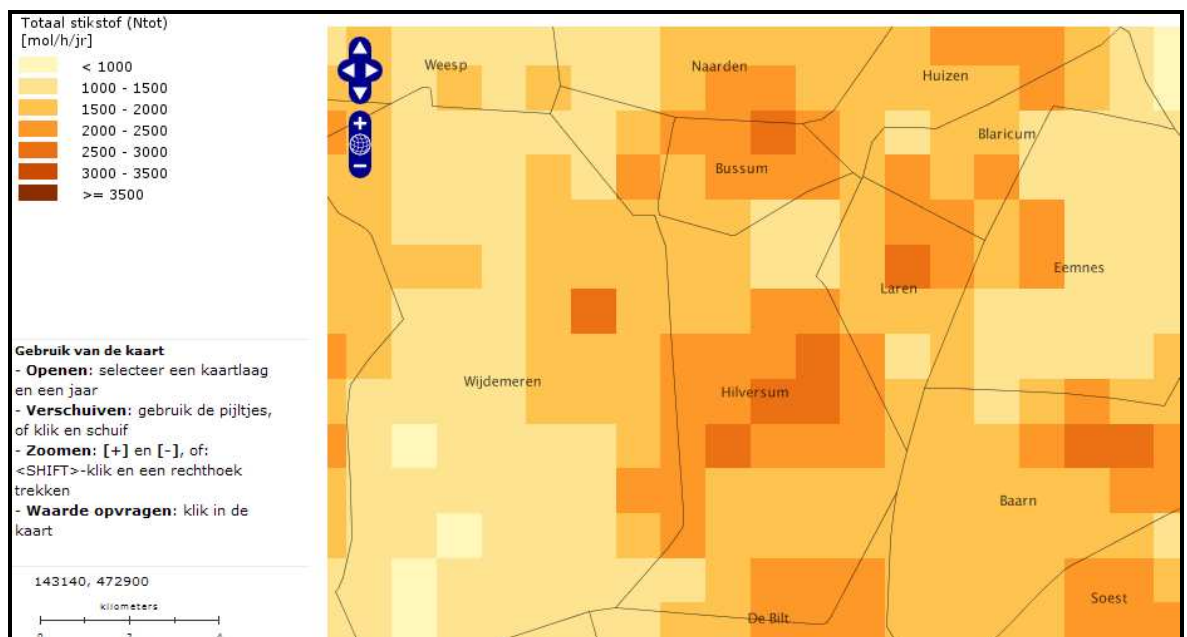 Totaal stikstof (Ntot)
[mol/h/jr]
< 1000
1000 - 1500
1500 - 2000
2000 - 2500
2500 - 3000
3000 - 3500
>= 3500
Gebruik van de kaart
- Openen: selecteer een kaartlaag
en een jaar
- Verschuiven: gebruik de pijltjes,
of klik en schuif
- Zoomen: [+] en [-], of:
<SHIFT>-klik en een rechthoek
trekken
- Waarde opvragen: klik in de
kaart
143140, 472900
kilometers
Weesp
Naarden
Huizen
Blaricum
Bussum
Eemnes
Laren
Wijdemeren
Hilversum
Baarn
Soest
De Bilt